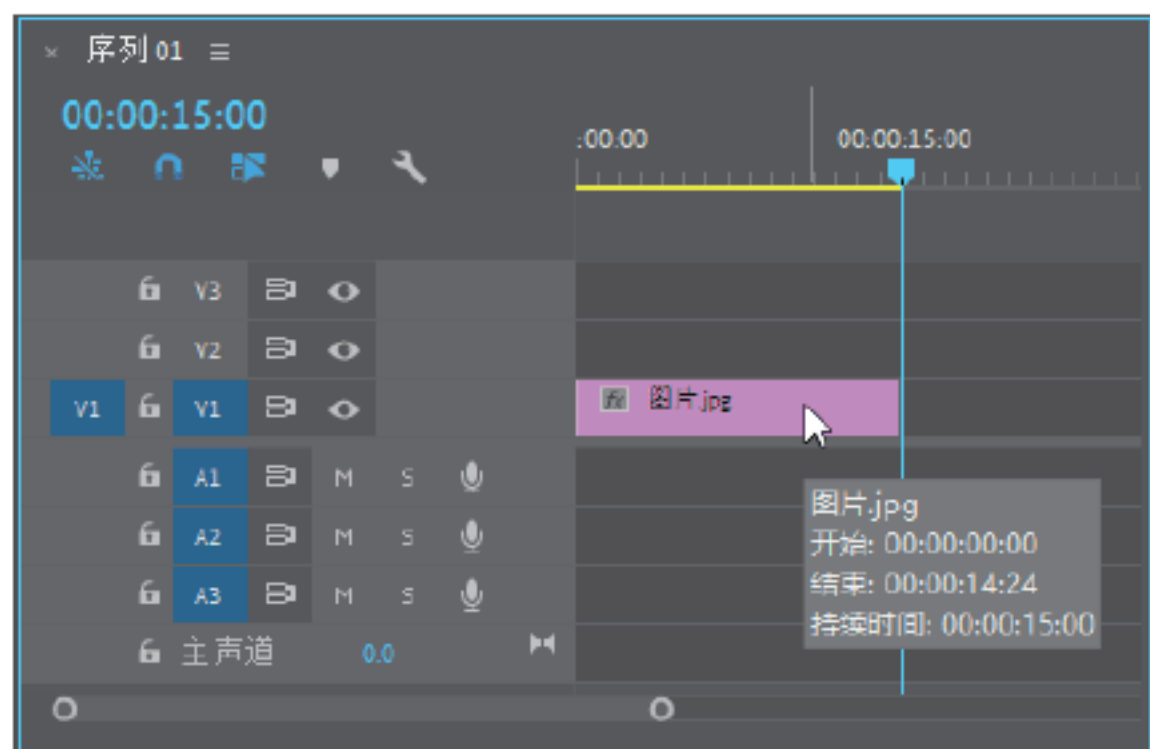 × 序列 01 ≡
00:00:15:00
:00:00 00:00:15:00
V3
V2
V1 V1 fx 图片.jpg
A1 M S
A2 M S
A3 M S
主声道 0.0
图片.jpg
开始: 00:00:00:00
结束: 00:00:14:24
持续时间: 00:00:15:00